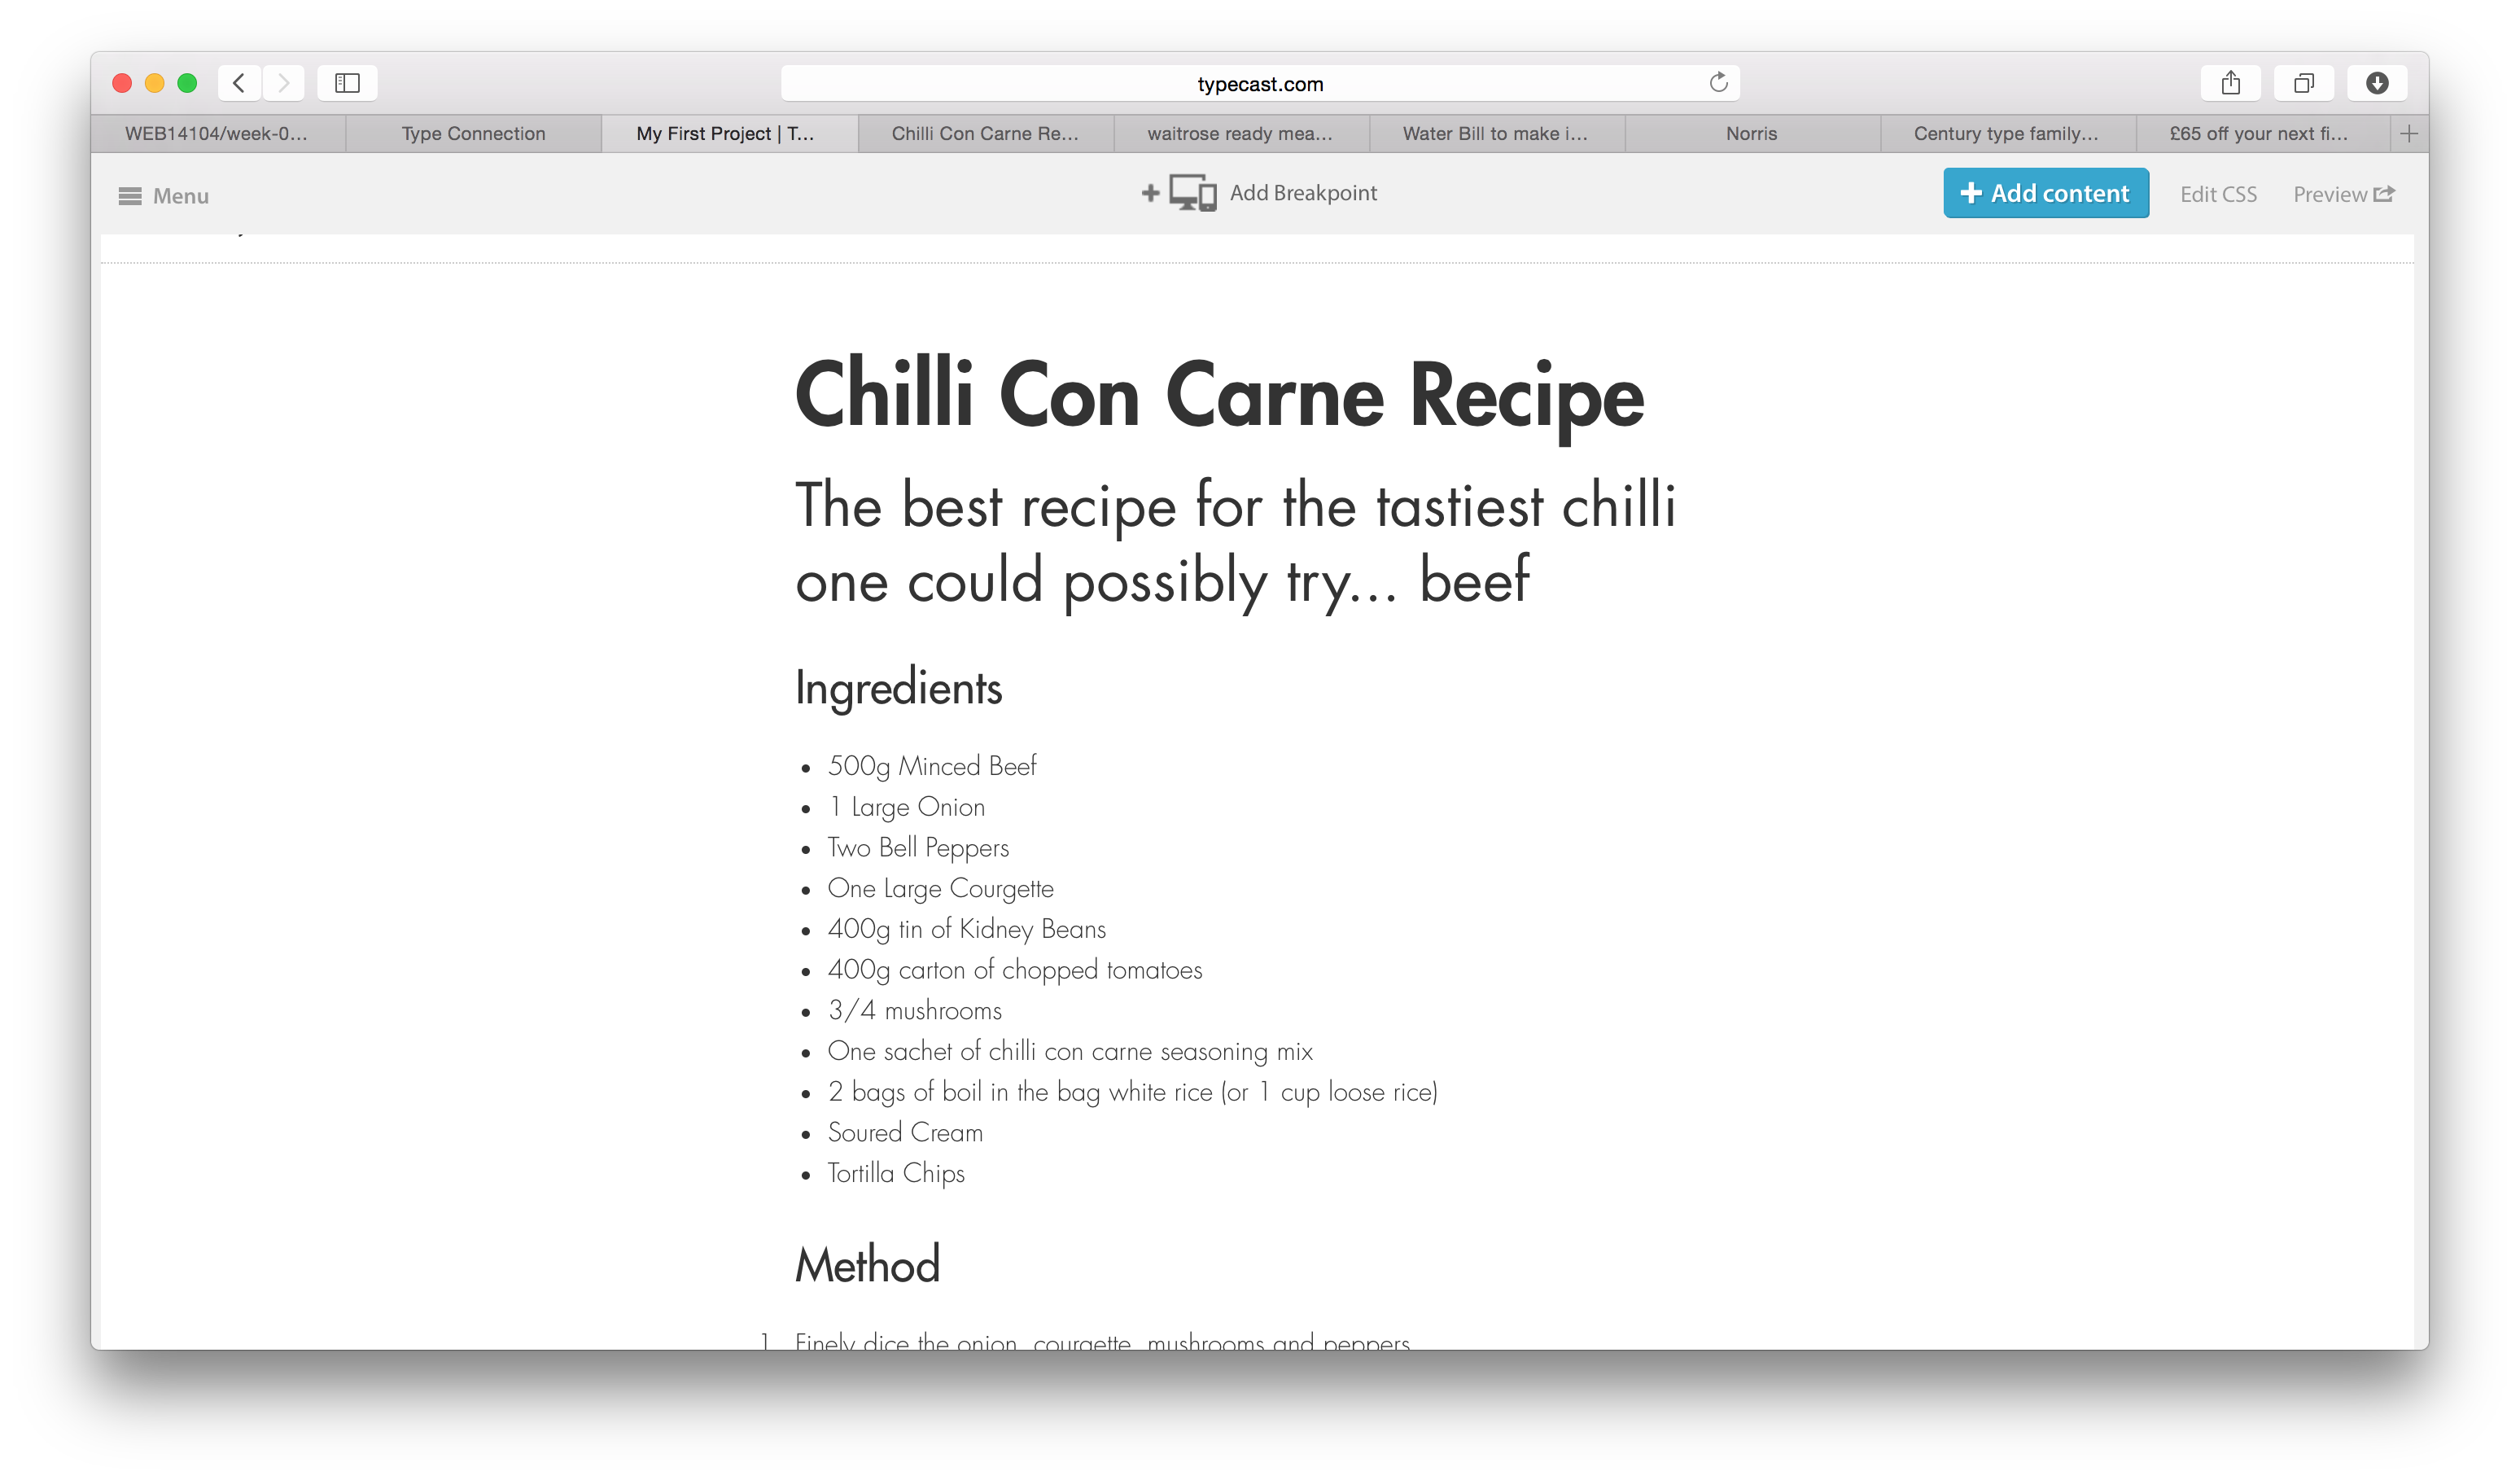 typecast.com
WEB14104/week-0...
Type Connection
My First Project | T...
Chilli Con Carne Re...
waitrose ready mea...
Water Bill to make i...
Norris
Century type family...
£65 off your next fi...
Menu
+ Add Breakpoint
+ Add content
Edit CSS
Preview
Chilli Con Carne Recipe
The best recipe for the tastiest chilli
one could possibly try... beef
Ingredients
• 500g Minced Beef
• 1 Large Onion
• Two Bell Peppers
• One Large Courgette
• 400g tin of Kidney Beans
• 400g carton of chopped tomatoes
• 3/4 mushrooms
• One sachet of chilli con carne seasoning mix
• 2 bags of boil in the bag white rice (or 1 cup loose rice)
• Soured Cream
• Tortilla Chips
Method
1 Finely dice the onion, courgette, mushrooms and peppers